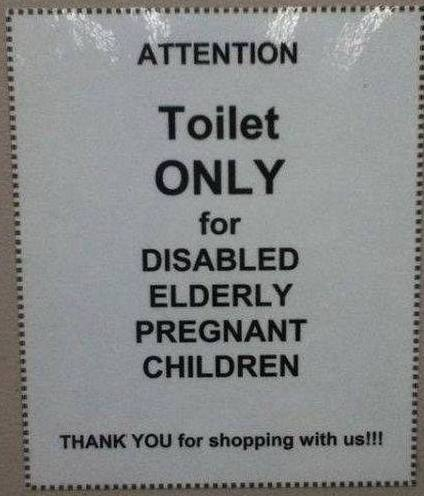 ATTENTION
Toilet
ONLY
for
DISABLED
ELDERLY
PREGNANT
CHILDREN
THANK YOU for shopping with us!!!